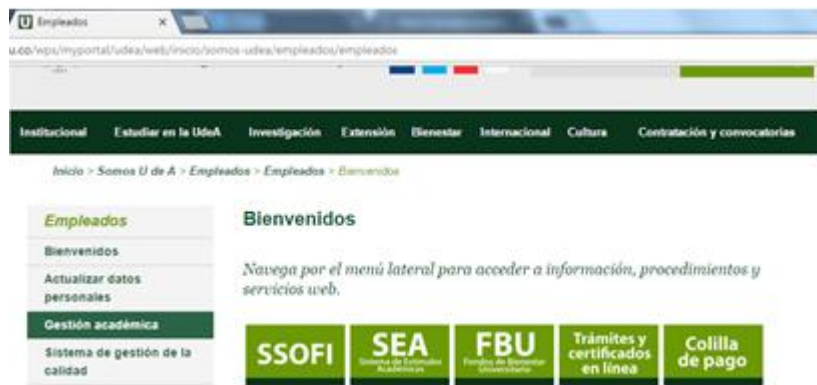 Empleados
u.co/wps/myportal/udea/web/inicio/somos-udea/empleados/empleados
Institucional Estudiar en la UdeA Investigación Extensión Bienestar Internacional Cultura Contratación y convocatorias
Inicio > Somos U de A > Empleados > Empleados > Bienvenidos
Empleados
Bienvenidos
Actualizar datos
personales
Gestión académica
Sistema de gestión de la
calidad
Bienvenidos
Navega por el menú lateral para acceder a información, procedimientos y
servicios web.
SSOFI
SEA
Sistema de Estímulos
Académicos
FBU
Fondos de Bienestar
Universitario
Trámites y
certificados
en línea
Colilla
de pago